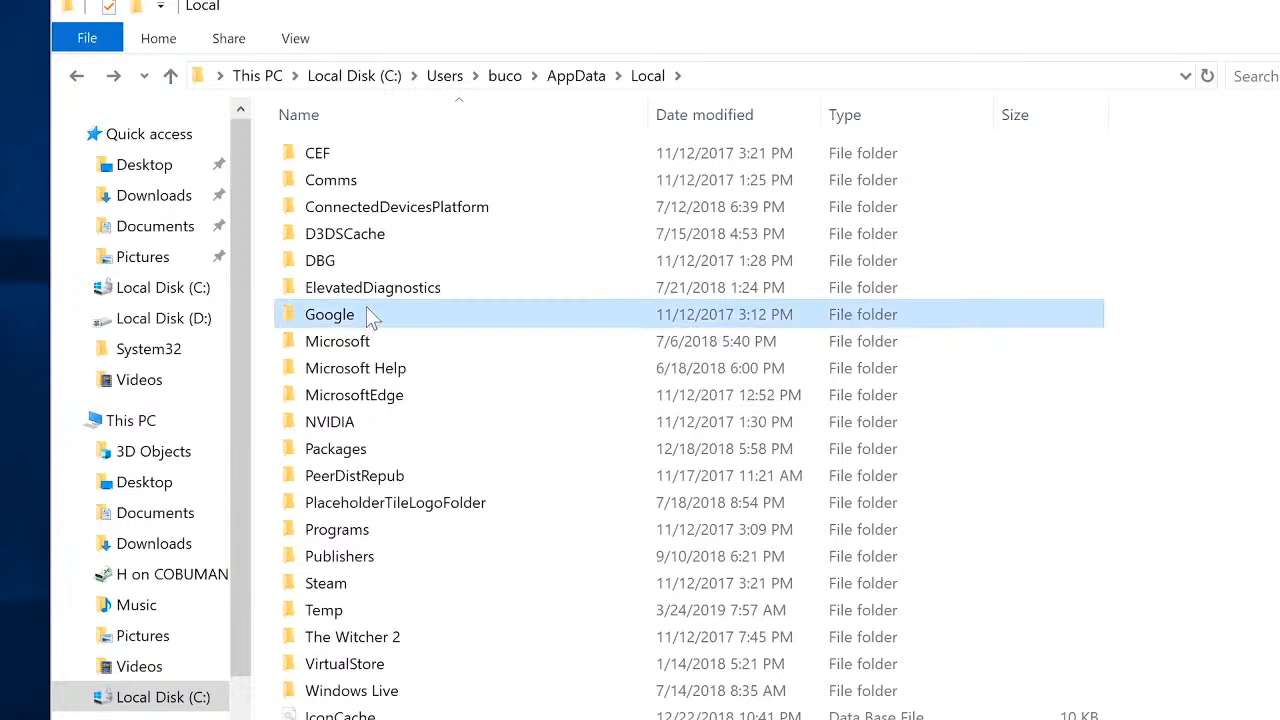 Local
File Home Share View
This PC Local Disk (C:) Users buco AppData Local Search
Name Date modified Type Size
Quick access
Desktop
Downloads
Documents
Pictures
Local Disk (C:)
Local Disk (D:)
System32
Videos
This PC
3D Objects
Desktop
Documents
Downloads
H on COBUMAN
Music
Pictures
Videos
Local Disk (C:)
CEF 11/12/2017 3:21 PM File folder
Comms 11/12/2017 1:25 PM File folder
ConnectedDevicesPlatform 7/12/2018 6:39 PM File folder
D3DSCache 7/15/2018 4:53 PM File folder
DBG 11/12/2017 1:28 PM File folder
ElevatedDiagnostics 7/21/2018 1:24 PM File folder
Google 11/12/2017 3:12 PM File folder
Microsoft 7/6/2018 5:40 PM File folder
Microsoft Help 6/18/2018 6:00 PM File folder
MicrosoftEdge 11/12/2017 12:52 PM File folder
NVIDIA 11/12/2017 1:30 PM File folder
Packages 12/18/2018 5:58 PM File folder
PeerDistRepub 11/17/2017 11:21 AM File folder
PlaceholderTileLogoFolder 7/18/2018 8:54 PM File folder
Programs 11/12/2017 3:09 PM File folder
Publishers 9/10/2018 6:21 PM File folder
Steam 11/12/2017 3:21 PM File folder
Temp 3/24/2019 7:57 AM File folder
The Witcher 2 11/12/2017 7:45 PM File folder
VirtualStore 1/14/2018 5:21 PM File folder
Windows Live 7/14/2018 8:35 AM File folder
IconCache 12/22/2018 10:41 PM Data Base File 10 KB